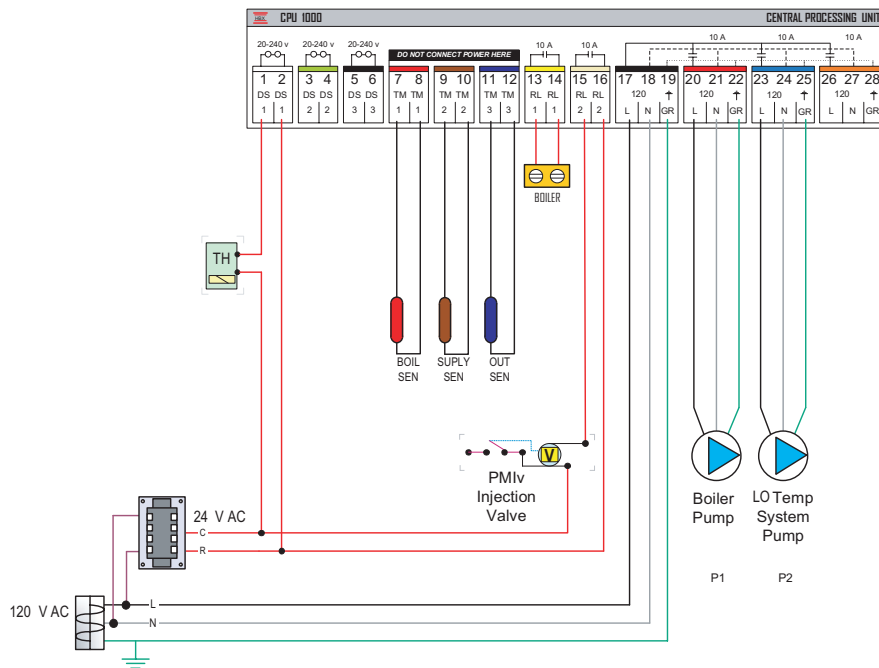 HBX CPU 1000 CENTRAL PROCESSING UNIT
20-240 v 20-240 v 20-240 v DO NOT CONNECT POWER HERE 10 A 10 A 10 A 10 A 10 A
1 2 3 4 5 6 7 8 9 10 11 12 13 14 15 16 17 18 19 20 21 22 23 24 25 26 27 28
DS DS DS DS DS DS TM TM TM TM TM TM RL RL RL RL 120 120 120 120
1 1 2 2 3 3 1 1 2 2 3 3 1 1 2 2 L N GR L N GR L N GR L N GR
BOILER
TH
BOIL SEN
SUPLY SEN
OUT SEN
V
PMIv
Injection
Valve
Boiler
Pump
LO Temp
System
Pump
P1 P2
24 V AC
C
R
120 V AC
L
N